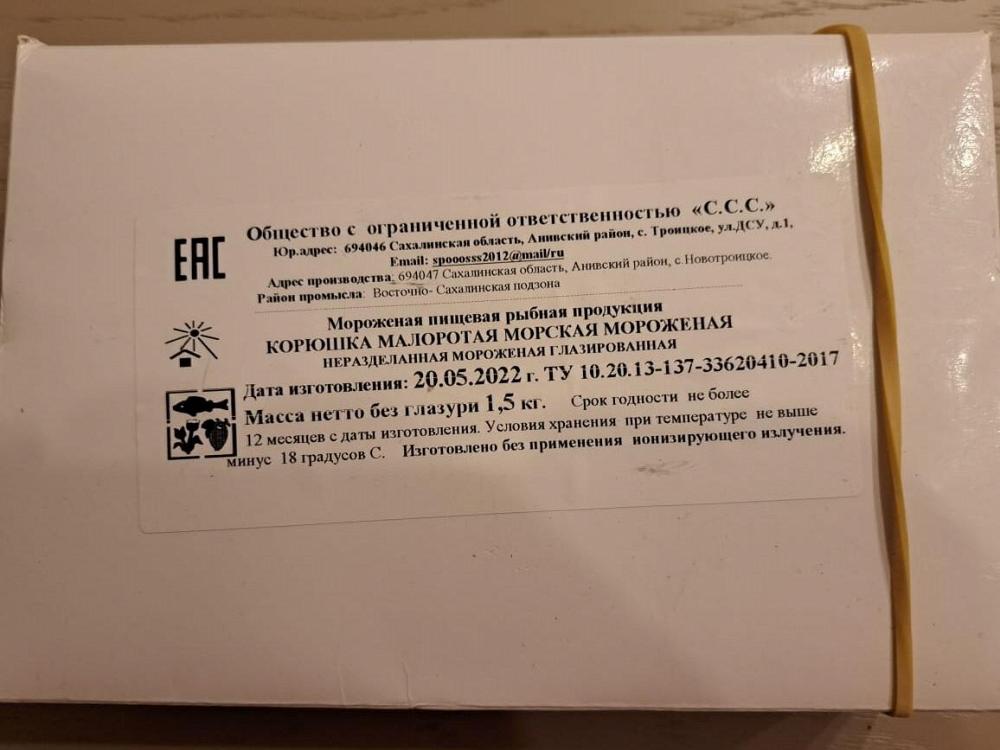 Общество с ограниченной ответственностью «С.С.С.»
Юр.адрес: 694046 Сахалинская область, Анивский район, с. Троицкое, ул.ДСУ, д.1,
Email: spooosss2012@mail/ru
Адрес производства: 694047 Сахалинская область, Анивский район, с.Новотроицкое.
Район промысла: Восточно- Сахалинская подзона
Мороженая пищевая рыбная продукция
КОРЮШКА МАЛОРОТАЯ МОРСКАЯ МОРОЖЕНАЯ
НЕРАЗДЕЛАННАЯ МОРОЖЕНАЯ ГЛАЗИРОВАННАЯ
Дата изготовления: 20.05.2022 г. ТУ 10.20.13-137-33620410-2017
Масса нетто без глазури 1,5 кг. Срок годности не более
12 месяцев с даты изготовления. Условия хранения при температуре не выше
минус 18 градусов С. Изготовлено без применения ионизирующего излучения.
EAC